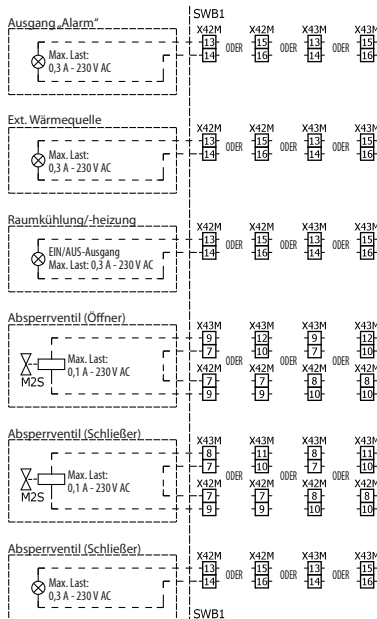 SWB1
Ausgang „Alarm“
X42M X42M X43M X43M
13 15 13 15
Max. Last: ODER ODER ODER
14 16 14 16
0,3 A - 230 V AC
Ext. Wärmequelle
X42M X42M X43M X43M
13 15 13 15
Max. Last: ODER ODER ODER
14 16 14 16
0,3 A - 230 V AC
Raumkühlung/-heizung
X42M X42M X43M X43M
13 15 13 15
EIN/AUS-Ausgang ODER ODER ODER
14 16 14 16
Max. Last: 0,3 A - 230 V AC
Absperrventil (Öffner)
X43M X43M X43M X43M
9 12 9 12
7 10 7 10
Max. Last: ODER ODER ODER
0,1 A - 230 V AC
X42M X42M X42M X42M
M2S
7 7 8 8
9 9 10 10
Absperrventil (Schließer)
X43M X43M X43M X43M
8 11 8 11
7 10 7 10
Max. Last: ODER ODER ODER
0,1 A - 230 V AC
X42M X42M X42M X42M
M2S
7 7 8 8
9 9 10 10
Absperrventil (Schließer)
X42M X42M X43M X43M
13 15 13 15
Max. Last: ODER ODER ODER
14 16 14 16
0,3 A - 230 V AC
SWB1